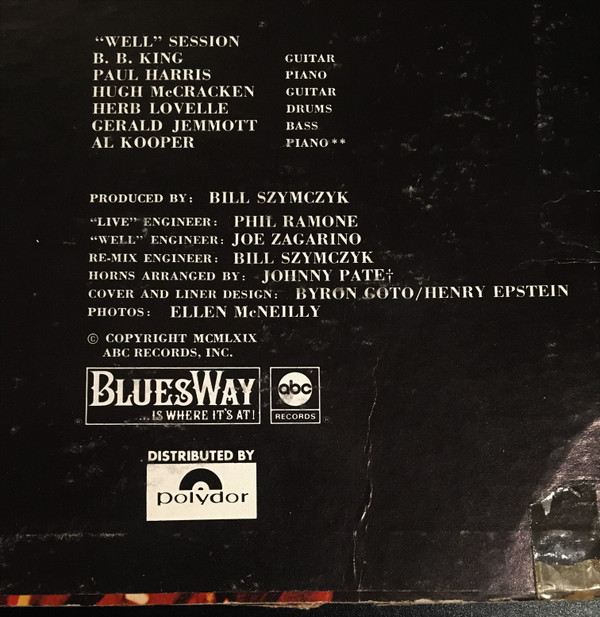 “WELL” SESSION
B. B. KING GUITAR
PAUL HARRIS PIANO
HUGH McCRACKEN GUITAR
HERB LOVELLE DRUMS
GERALD JEMMOTT BASS
AL KOOPER PIANO**
PRODUCED BY: BILL SZYMCZYK
“LIVE” ENGINEER: PHIL RAMONE
“WELL” ENGINEER: JOE ZAGARINO
RE-MIX ENGINEER: BILL SZYMCZYK
HORNS ARRANGED BY: JOHNNY PATE†
COVER AND LINER DESIGN: BYRON GOTO/HENRY EPSTEIN
PHOTOS: ELLEN McNEILLY
© COPYRIGHT MCMLXIX
ABC RECORDS, INC.
BLUESWAY
...IS WHERE IT'S AT!
®
abc
RECORDS
DISTRIBUTED BY
polydor